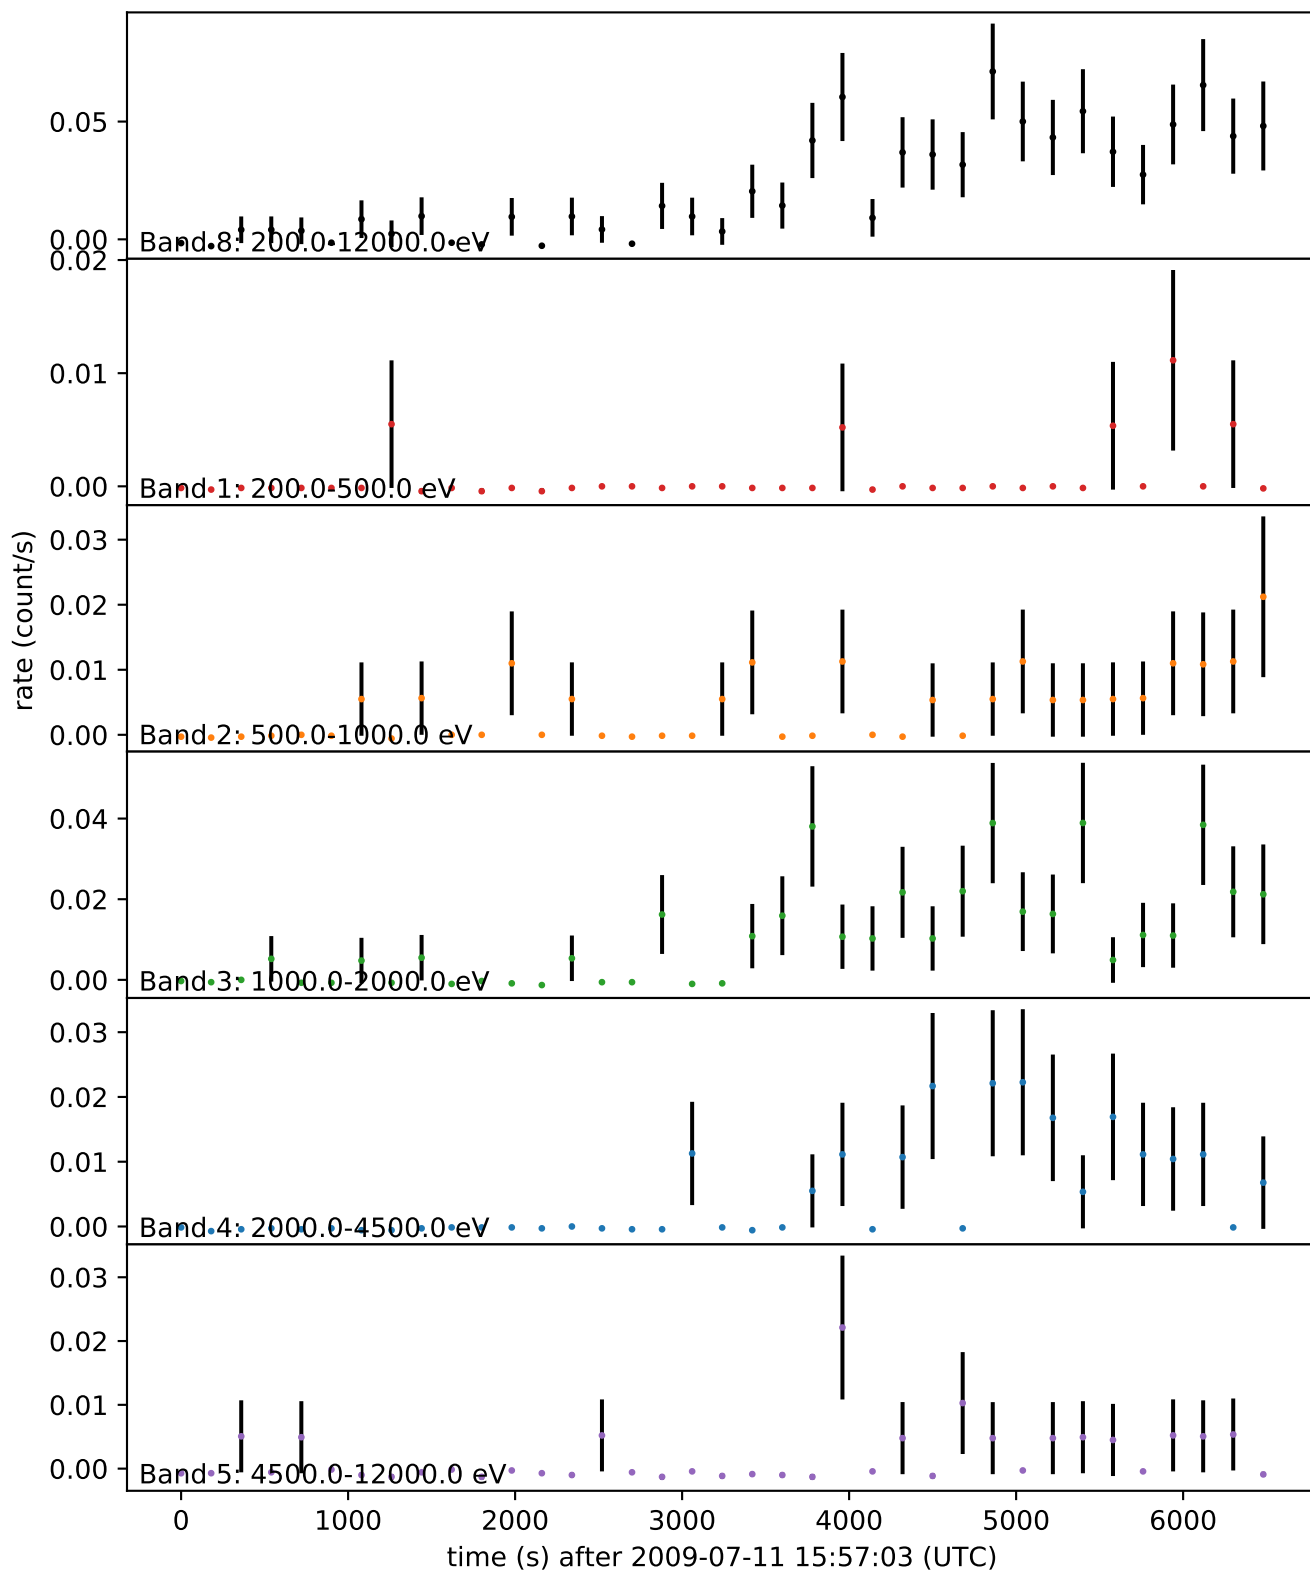 0.05
0.00
Band 8: 200.0-12000.0 eV
0.02
0.01
0.00
Band 1: 200.0-500.0 eV
rate (count/s)
0.03
0.02
0.01
0.00
Band 2: 500.0-1000.0 eV
0.04
0.02
0.00
Band 3: 1000.0-2000.0 eV
0.03
0.02
0.01
0.00
Band 4: 2000.0-4500.0 eV
0.03
0.02
0.01
0.00
Band 5: 4500.0-12000.0 eV
0 1000 2000 3000 4000 5000 6000
time (s) after 2009-07-11 15:57:03 (UTC)